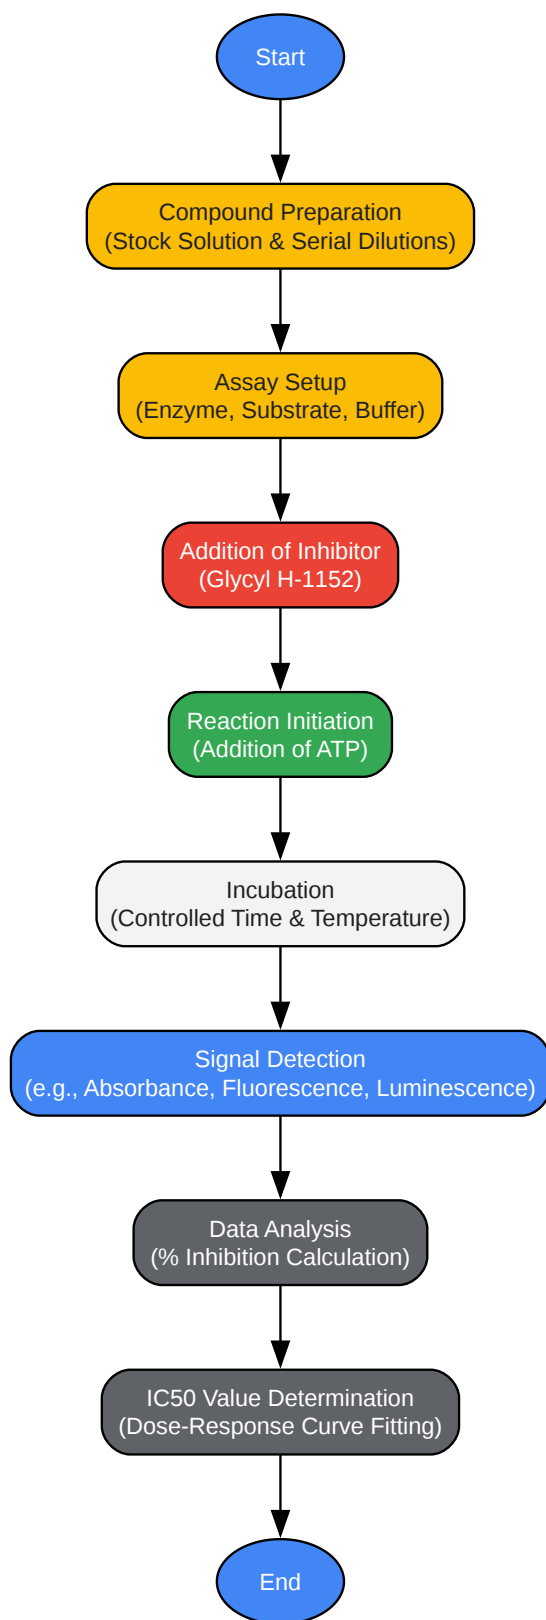 Start
Compound Preparation
(Stock Solution & Serial Dilutions)
Assay Setup
(Enzyme, Substrate, Buffer)
Addition of Inhibitor
(Glycyl H-1152)
Reaction Initiation
(Addition of ATP)
Incubation
(Controlled Time & Temperature)
Signal Detection
(e.g., Absorbance, Fluorescence, Luminescence)
Data Analysis
(% Inhibition Calculation)
IC50 Value Determination
(Dose-Response Curve Fitting)
End